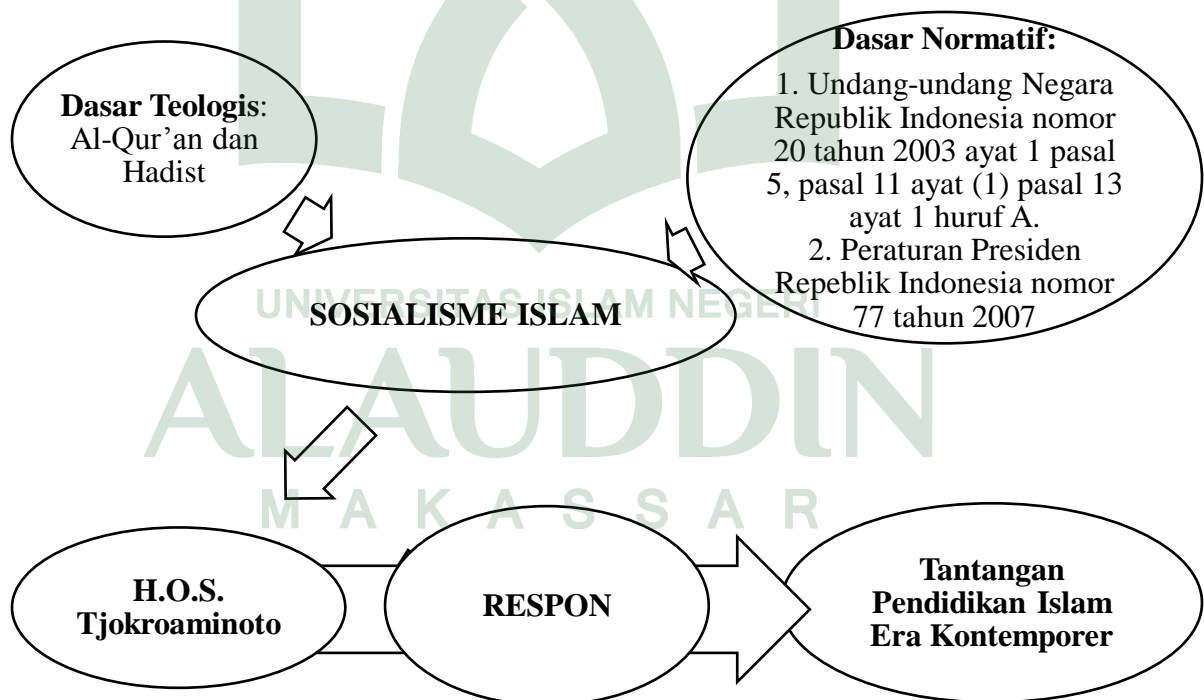 Dasar Teologis:
Al-Qur'an dan
Hadist
Dasar Normatif:
1. Undang-undang Negara
Republik Indonesia nomor
20 tahun 2003 ayat 1 pasal
5, pasal 11 ayat (1) pasal 13
ayat 1 huruf A.
2. Peraturan Presiden
Repeblik Indonesia nomor
77 tahun 2007
UNIVERSITAS ISLAM NEGERI
SOSIALISME ISLAM
ALAUDDIN
MAKASSAR
H.O.S.
Tjokroaminoto
RESPON
Tantangan
Pendidikan Islam
Era Kontemporer